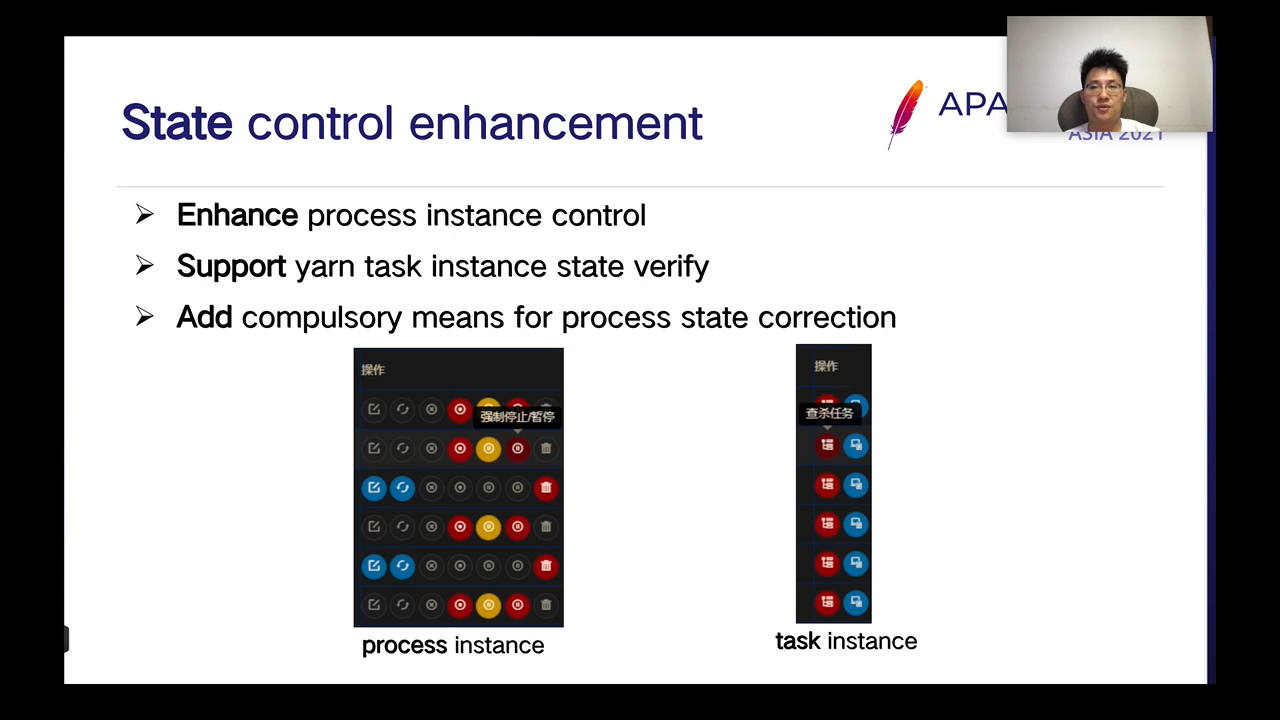 State control enhancement
APA
ASIA 2021
Enhance process instance control
Support yarn task instance state verify
Add compulsory means for process state correction
操作
强制停止/暂停
process instance
操作
查杀任务
task instance